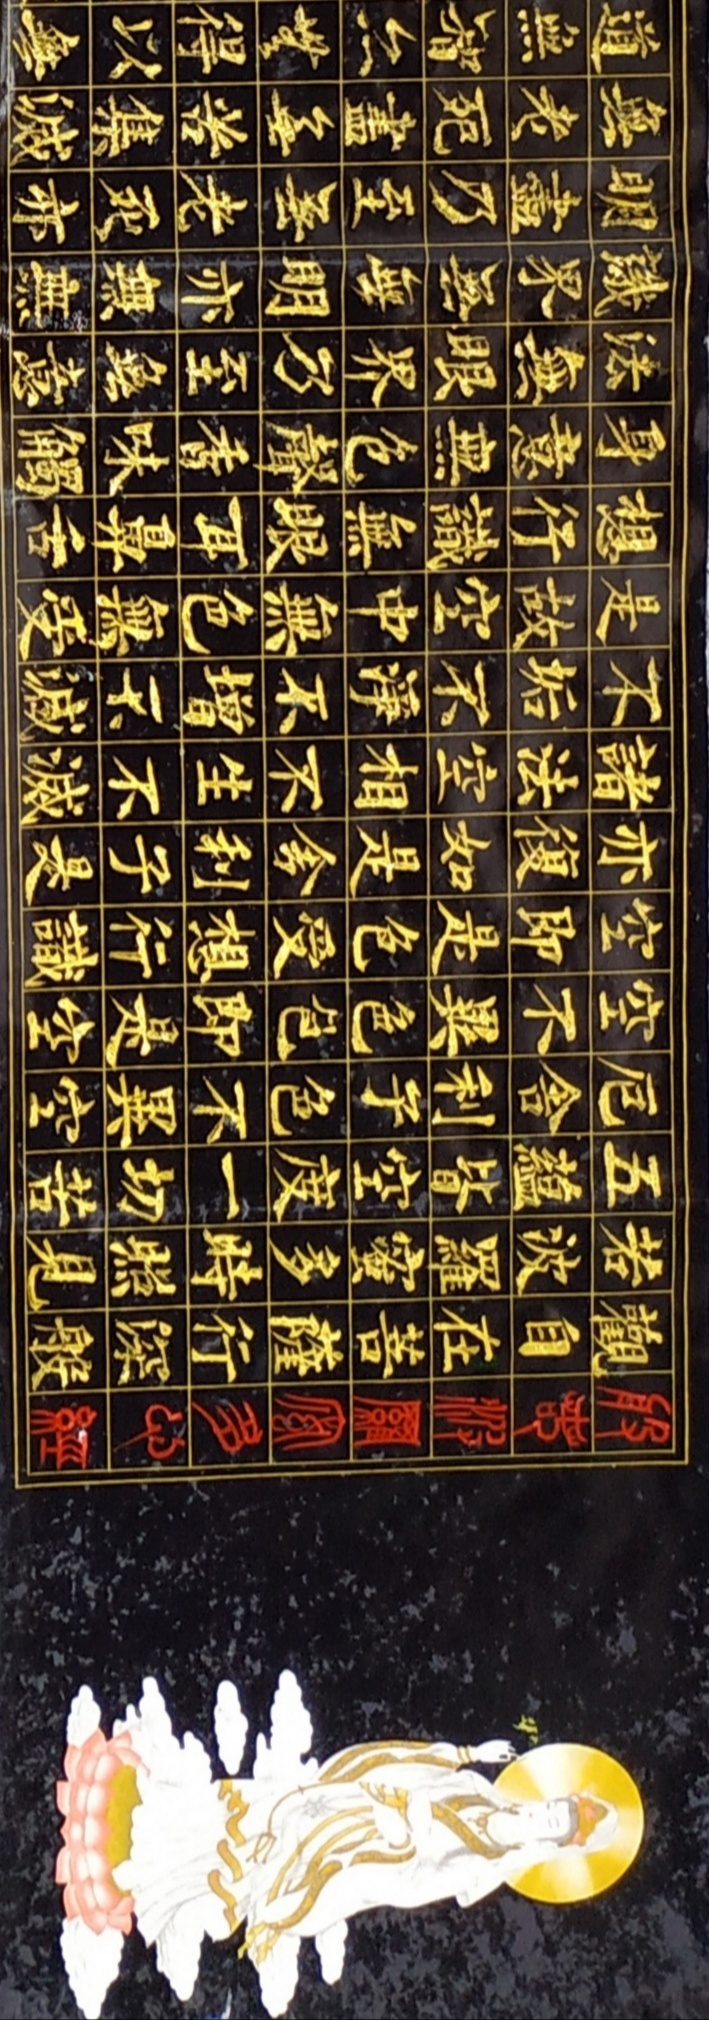 般若波羅蜜多心經
觀自在菩薩行深般
若波羅蜜多時照見
五蘊皆空度一切苦
厄舍利子色不異空
空不異色色即是空
空即是色受想行識
亦復如是舍利子是
諸法空相不生不滅
不垢不淨不增不減
是故空中無色無受
想行識無眼耳鼻舌
身意無色聲香味觸
法無眼界乃至無意
識界無無明亦無無
明盡乃至無老死亦
無老死盡無苦集滅
道無智亦無得以無